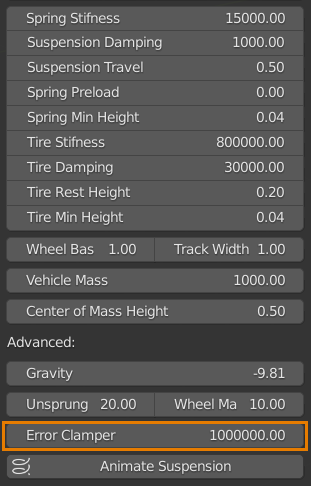 Spring Stifness 15000.00
Suspension Damping 1000.00
Suspension Travel 0.50
Spring Preload 0.00
Spring Min Height 0.04
Tire Stifness 800000.00
Tire Damping 30000.00
Tire Rest Height 0.20
Tire Min Height 0.04
Wheel Bas 1.00 Track Width 1.00
Vehicle Mass 1000.00
Center of Mass Height 0.50
Advanced:
Gravity -9.81
Unsprung 20.00 Wheel Ma 10.00
Error Clamper 1000000.00
Animate Suspension